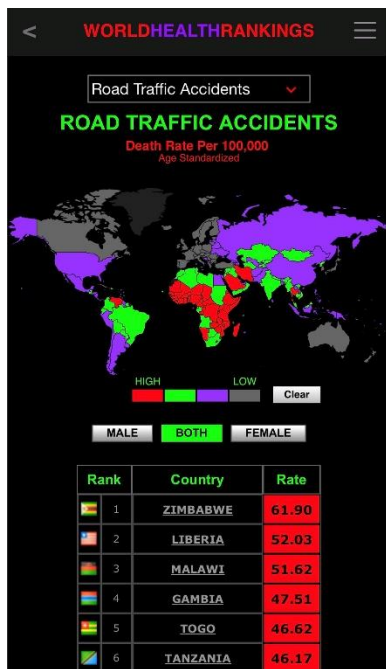 < WORLDHEALTHRANKINGS
Road Traffic Accidents
ROAD TRAFFIC ACCIDENTS
Death Rate Per 100,000
Age Standardized
HIGH LOW
Clear
MALE BOTH FEMALE
Rank Country Rate
1 ZIMBABWE 61.90
2 LIBERIA 52.03
3 MALAWI 51.62
4 GAMBIA 47.51
5 TOGO 46.62
6 TANZANIA 46.17